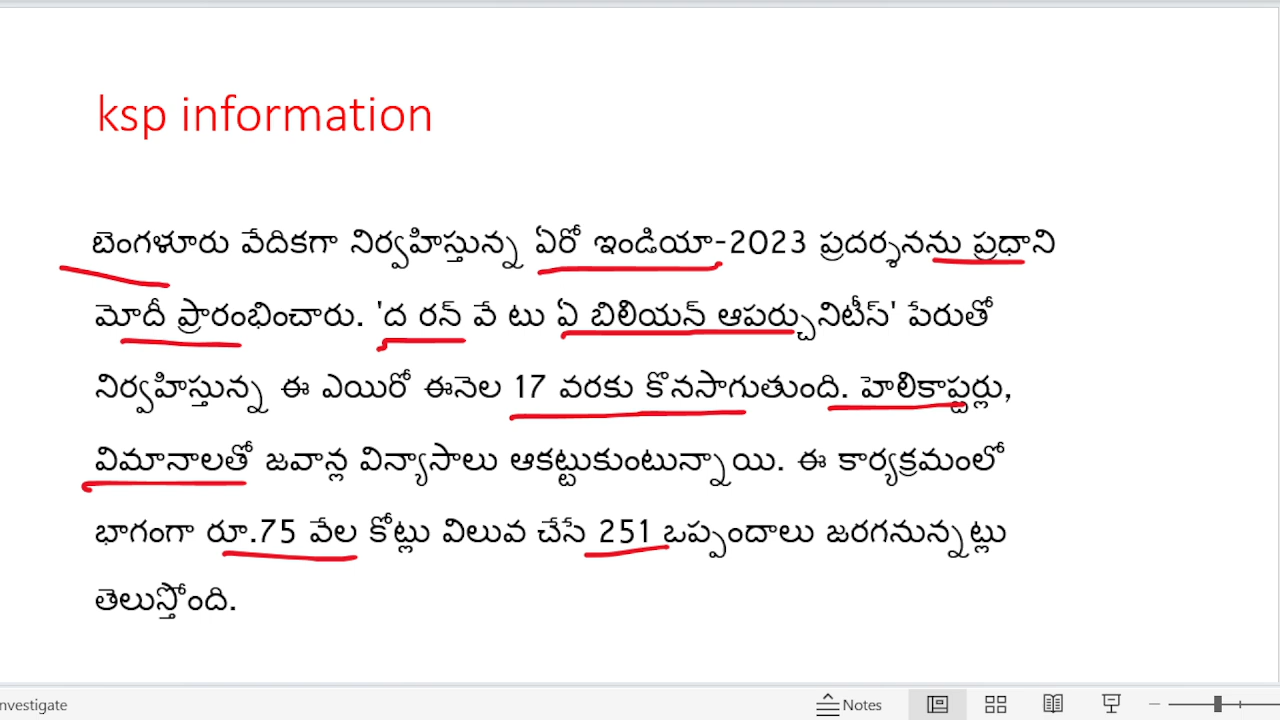 ksp information
బెంగళూరు వేదికగా నిర్వహిస్తున్న ఏరో ఇండియా-2023 ప్రదర్శనను ప్రధాని
మోదీ ప్రారంభించారు. 'ద రన్ వే టు ఏ బిలియన్ ఆపర్చునిటీస్' పేరుతో
నిర్వహిస్తున్న ఈ ఎయిరో ఈనెల 17 వరకు కొనసాగుతుంది. హెలికాప్టర్లు,
విమానాలతో జవాన్ల విన్యాసాలు ఆకట్టుకుంటున్నాయి. ఈ కార్యక్రమంలో
భాగంగా రూ.75 వేల కోట్లు విలువ చేసే 251 ఒప్పందాలు జరగనున్నట్లు
తెలుస్తోంది.
nvestigate
Notes